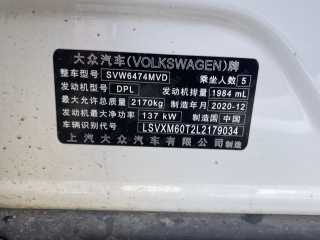 大众汽车(VOLKSWAGEN)牌
整车型号 SVW6474MVD 乘坐人数 5
发动机型号 DPL 发动机排量 1984 mL
最大允许总质量 2170kg 制造年月 2020-12
发动机最大净功率 137 kW 制造国 中国
车辆识别代号 LSVXM60T2L2179034
上汽大众汽车有限公司制造